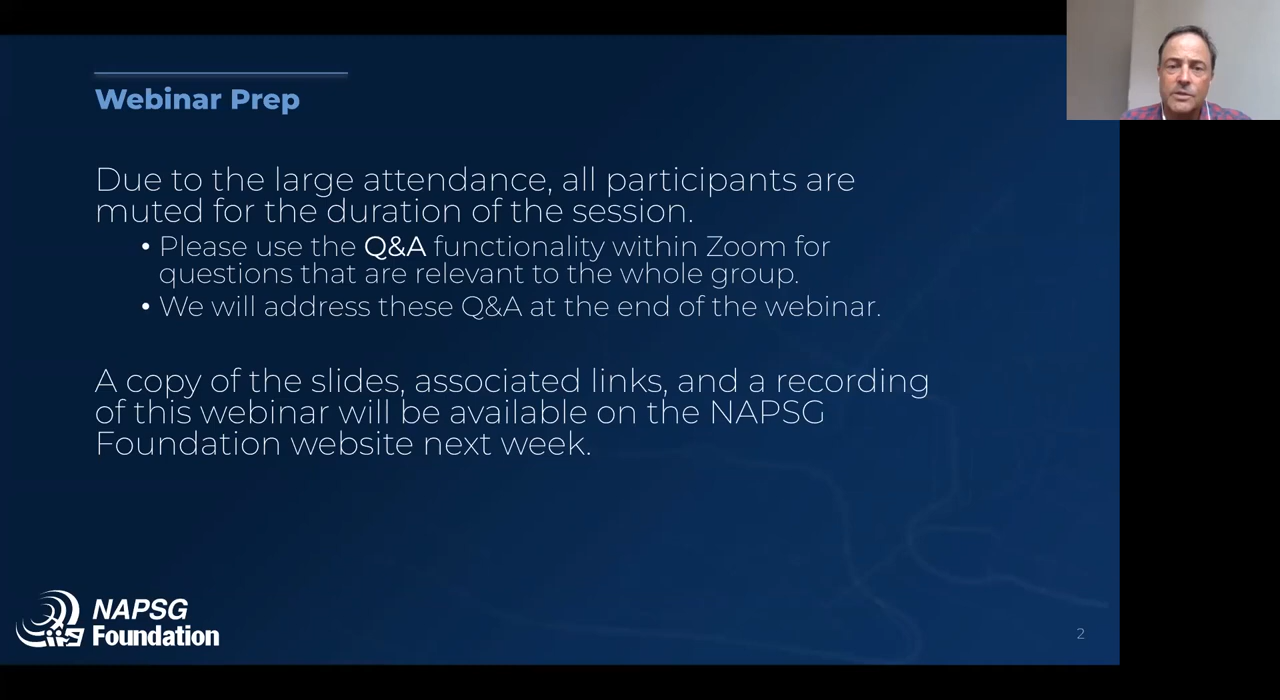 Webinar Prep
Due to the large attendance, all participants are
muted for the duration of the session.
• Please use the Q&A functionality within Zoom for
questions that are relevant to the whole group.
• We will address these Q&A at the end of the webinar.
A copy of the slides, associated links, and a recording
of this webinar will be available on the NAPSG
Foundation website next week.
NAPSG
Foundation
2